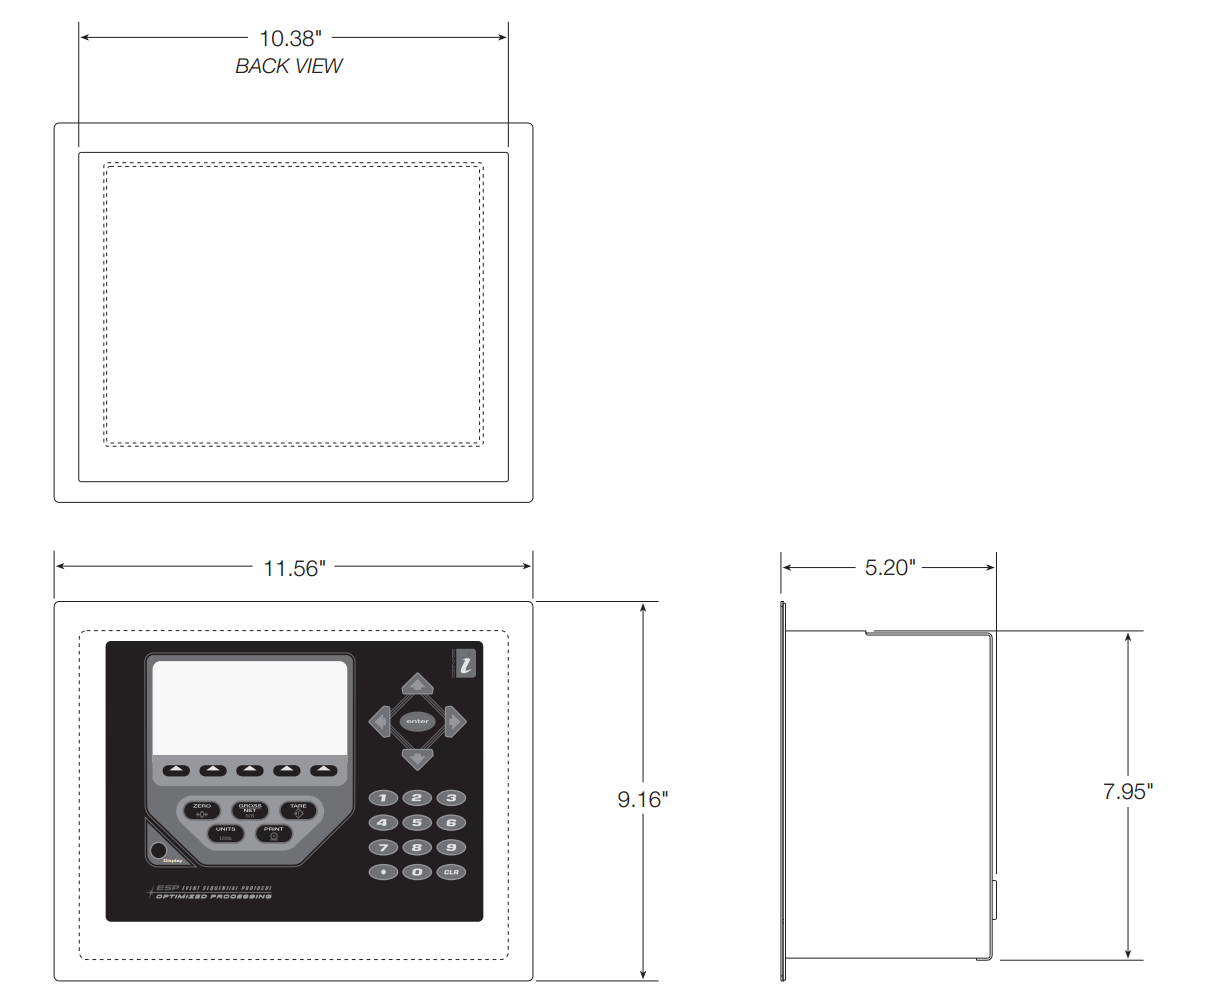 10.38"
BACK VIEW
11.56"
5.20"
i
enter
1 2 3
4 5 6
7 8 9
• 0 CLR
ZERO
GROSS
NET
B/N
TARE
UNITS
Units
PRINT
Display
ESP EVENT SEQUENTIAL PROTOCOL
OPTIMIZED PROCESSING
9.16"
7.95"